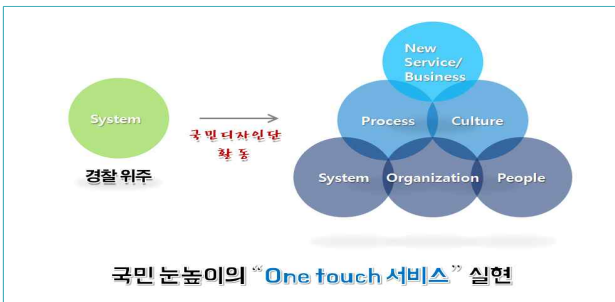 New
Service/
Business
System
Process
Culture
국민디자인단
활동
경찰 위주
System
Organization
People
국민 눈높이의 “One touch 서비스” 실현